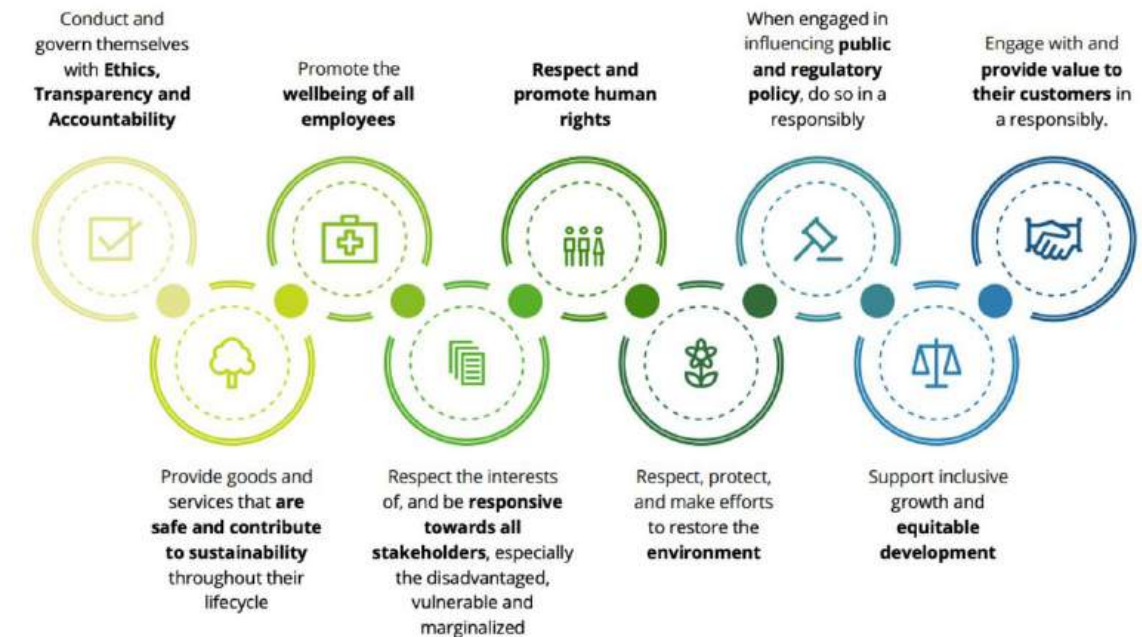 Conduct and
govern themselves
with Ethics,
Transparency and
Accountability
Provide goods and
services that are
safe and contribute
to sustainability
throughout their
lifecycle
Promote the
wellbeing of all
employees
Respect the interests
of, and be responsive
towards all
stakeholders, especially
the disadvantaged,
vulnerable and
marginalized
Respect and
promote human
rights
Respect, protect,
and make efforts
to restore the
environment
When engaged in
influencing public
and regulatory
policy, do so in a
responsibly
Support inclusive
growth and
equitable
development
Engage with and
provide value to
their customers in
a responsibly.